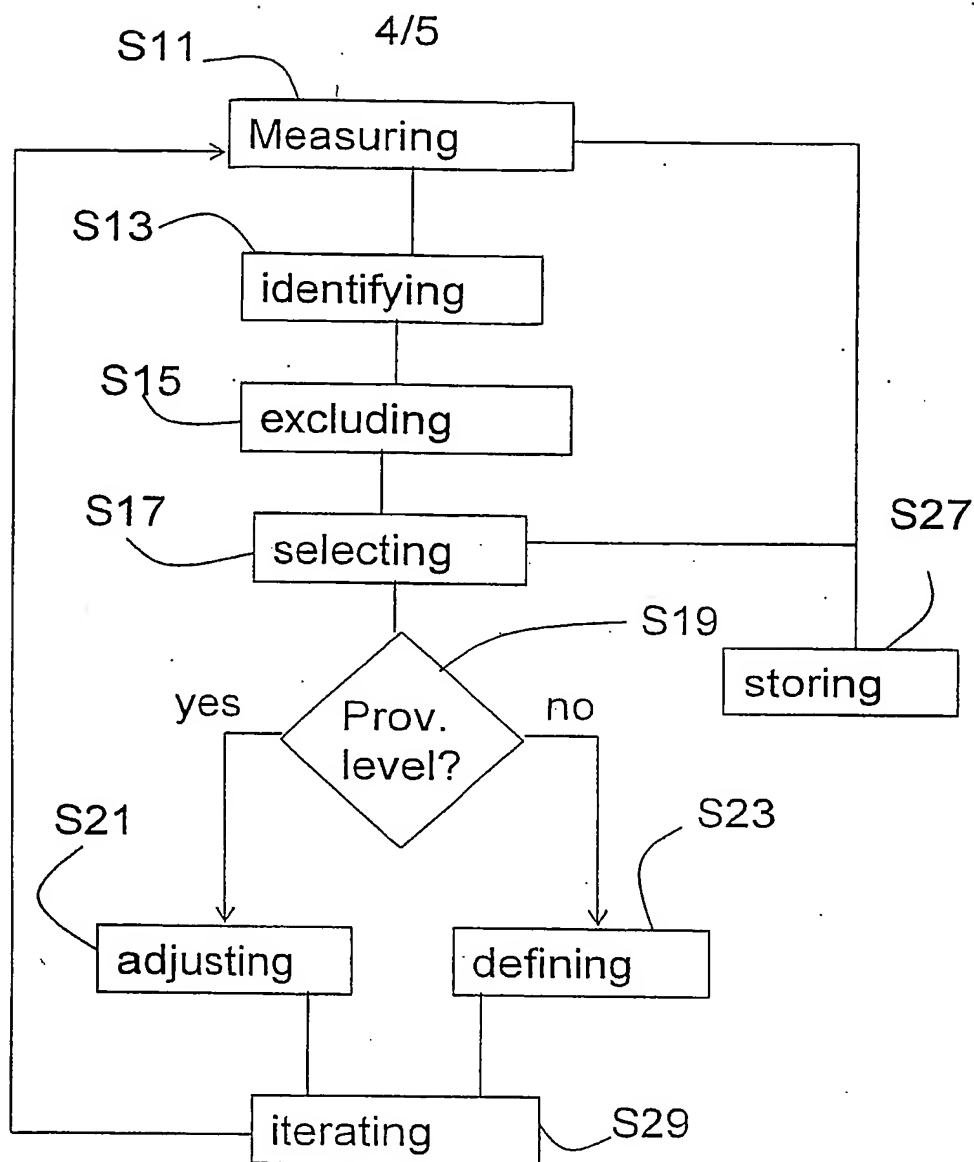 4/5
S11
Measuring
S13
identifying
S15
excluding
S17
selecting
S27
storing
S19
Prov.
level?
yes
no
S21
adjusting
S23
defining
iterating
S29